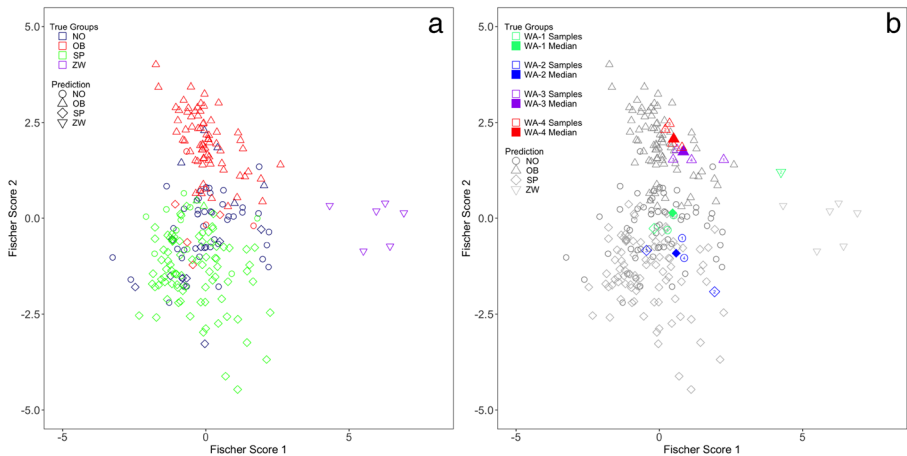 a
True Groups
NO
OB
SP
ZW
Prediction
NO
OB
SP
ZW
5.0
2.5
0.0
-2.5
-5.0
Fischer Score 2
-5
0
5
Fischer Score 1
b
True Groups
WA-1 Samples
WA-1 Median
WA-2 Samples
WA-2 Median
WA-3 Samples
WA-3 Median
WA-4 Samples
WA-4 Median
Prediction
NO
OB
SP
ZW
5.0
2.5
0.0
-2.5
-5.0
Fischer Score 2
-5
0
5
Fischer Score 1